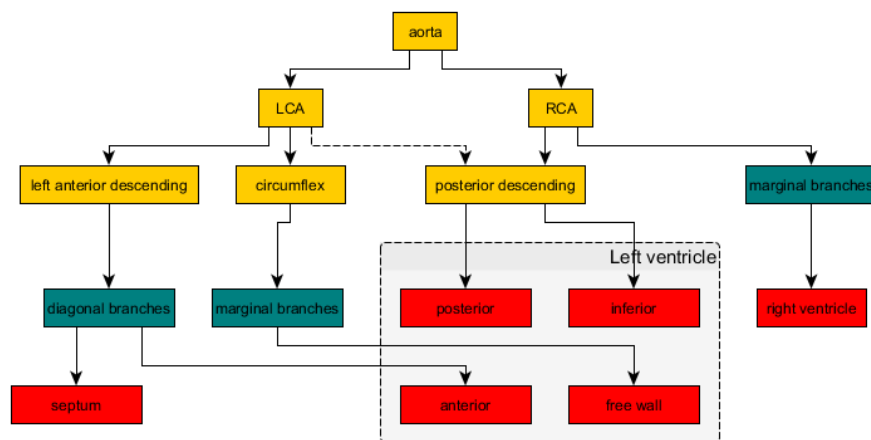 aorta
LCA
RCA
left anterior descending
circumflex
posterior descending
marginal branches
Left ventricle
diagonal branches
marginal branches
posterior
inferior
right ventricle
septum
anterior
free wall